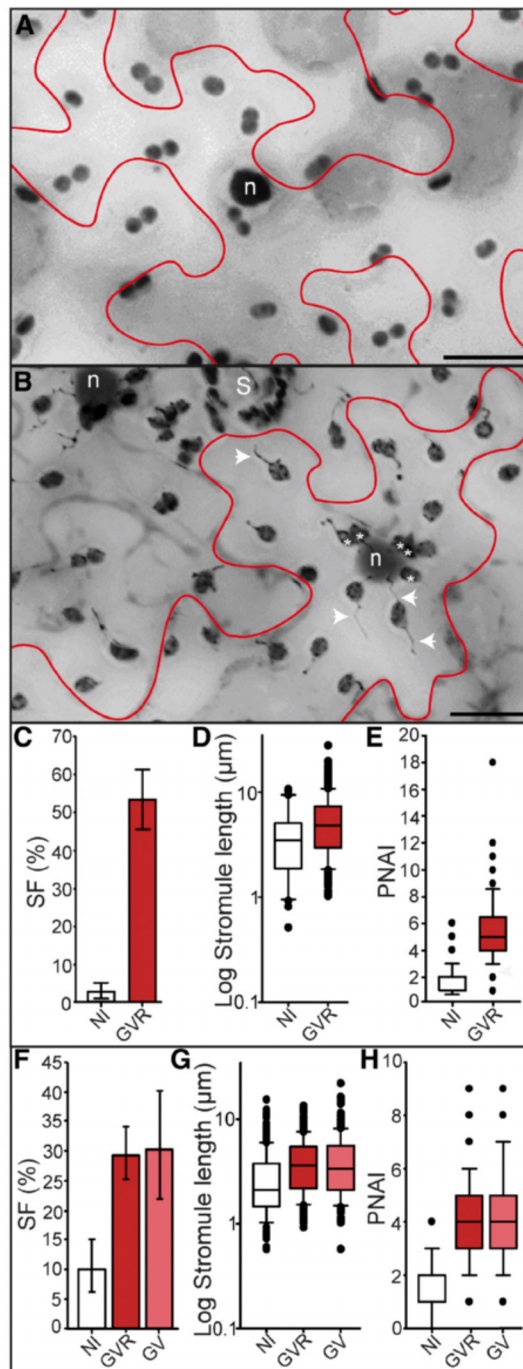 A
n
B
n
S
n
* * * * *
C
D
E
SF (%)
70
60
50
40
30
20
10
0
NI
GVR
Log Stromule length (µm)
10
1
0.1
NI
GVR
PNAI
20
18
16
14
12
10
8
6
4
2
0
NI
GVR
F
G
H
SF (%)
45
40
35
30
25
20
15
10
5
0
NI
GVR
GV
Log Stromule length (µm)
10
1
0.1
NI
GVR
GV
PNAI
10
8
6
4
2
0
NI
GVR
GV